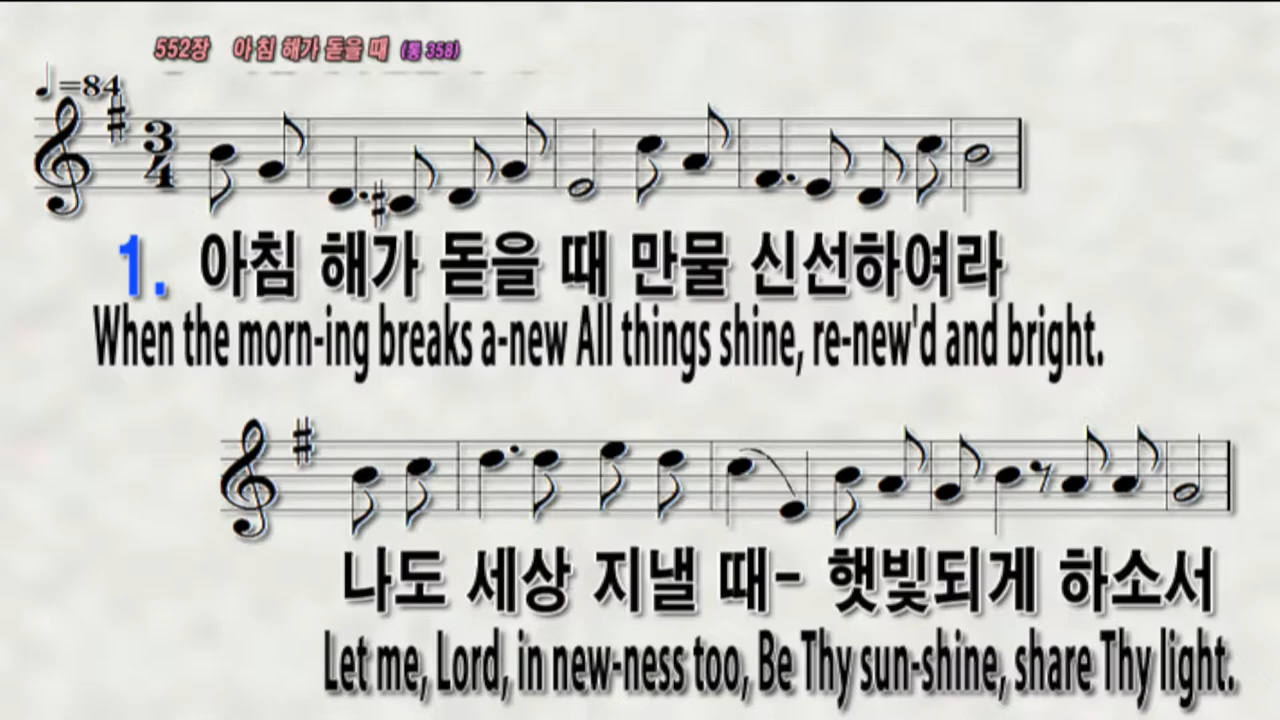 552장 아침 해가 돋을 때 (통 358)
♩=84
3
4
1. 아침 해가 돋을 때 만물 신선하여라
When the morn-ing breaks a-new All things shine, re-new'd and bright.
나도 세상 지낼 때- 햇빛되게 하소서
Let me, Lord, in new-ness too, Be Thy sun-shine, share Thy light.